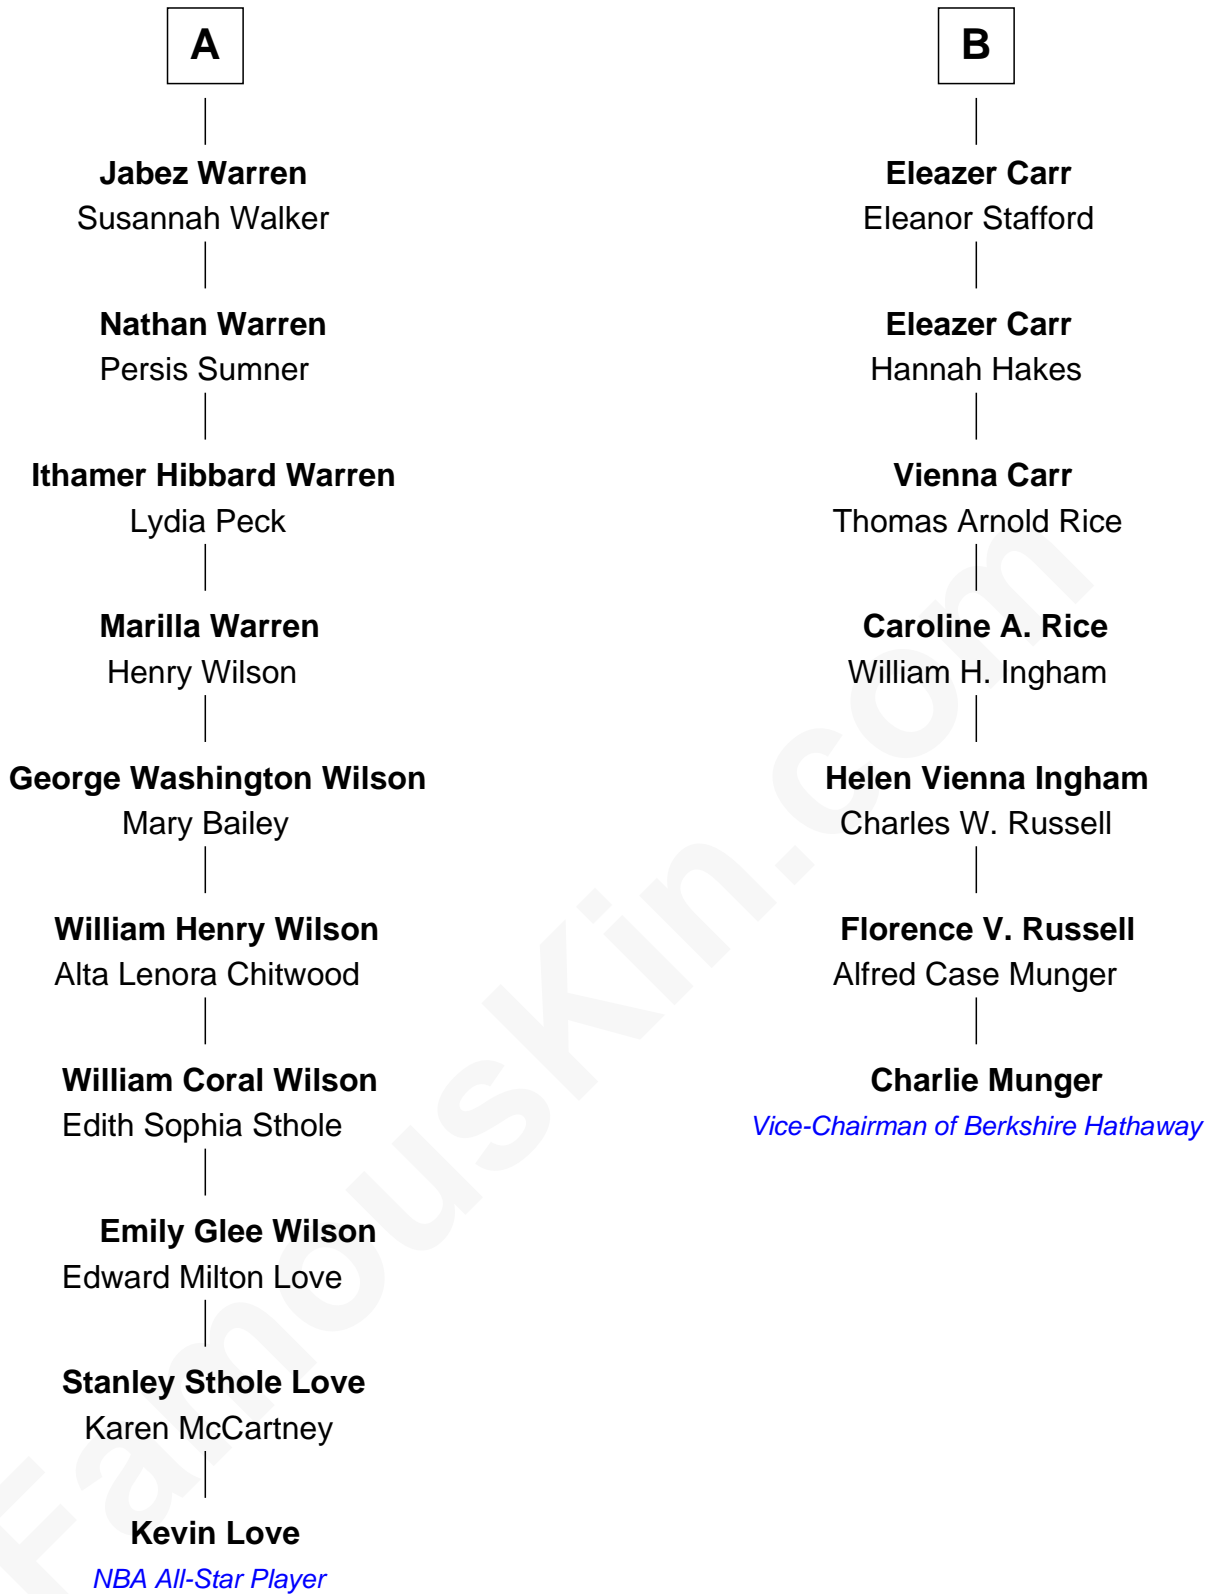 A
Jabez Warren
Susannah Walker
Nathan Warren
Persis Sumner
Ithamer Hibbard Warren
Lydia Peck
Marilla Warren
Henry Wilson
George Washington Wilson
Mary Bailey
William Henry Wilson
Alta Lenora Chitwood
William Coral Wilson
Edith Sophia Sthole
Emily Glee Wilson
Edward Milton Love
Stanley Sthole Love
Karen McCartney
Kevin Love
NBA All-Star Player
B
Eleazer Carr
Eleanor Stafford
Eleazer Carr
Hannah Hakes
Vienna Carr
Thomas Arnold Rice
Caroline A. Rice
William H. Ingham
Helen Vienna Ingham
Charles W. Russell
Florence V. Russell
Alfred Case Munger
Charlie Munger
Vice-Chairman of Berkshire Hathaway
FamousKin.com